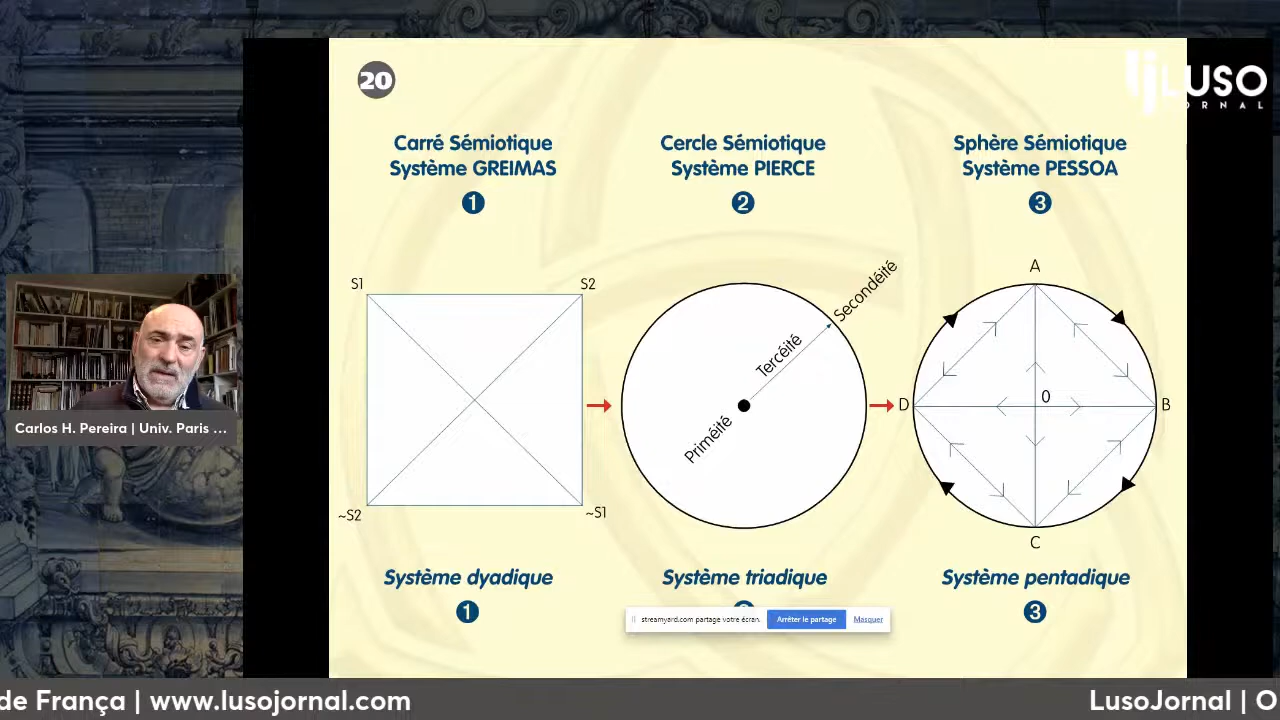 20
LUSO
JORNAL
Carré Sémiotique
Système GREIMAS
1
Cercle Sémiotique
Système PIERCE
2
Sphère Sémiotique
Système PESSOA
3
S1
S2
~S2
~S1
Priméité
Tercéité
Secondéité
A
B
C
D
0
Carlos H. Pereira | Univ. Paris ...
Système dyadique
1
Système triadique
Système pentadique
3
streamyard.com partage votre écran.
Arrêter le partage
Masquer
de França | www.lusojornal.com
LusoJornal | O